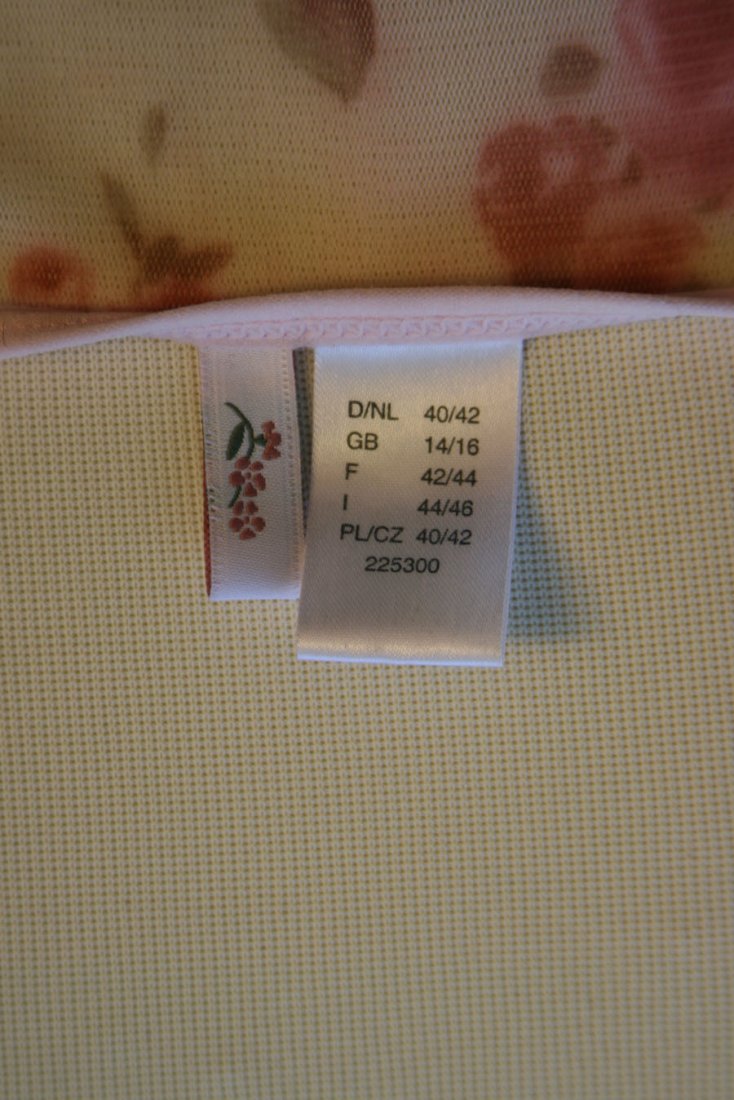 D/NL 40/42
GB 14/16
F 42/44
I 44/46
PL/CZ 40/42
225300